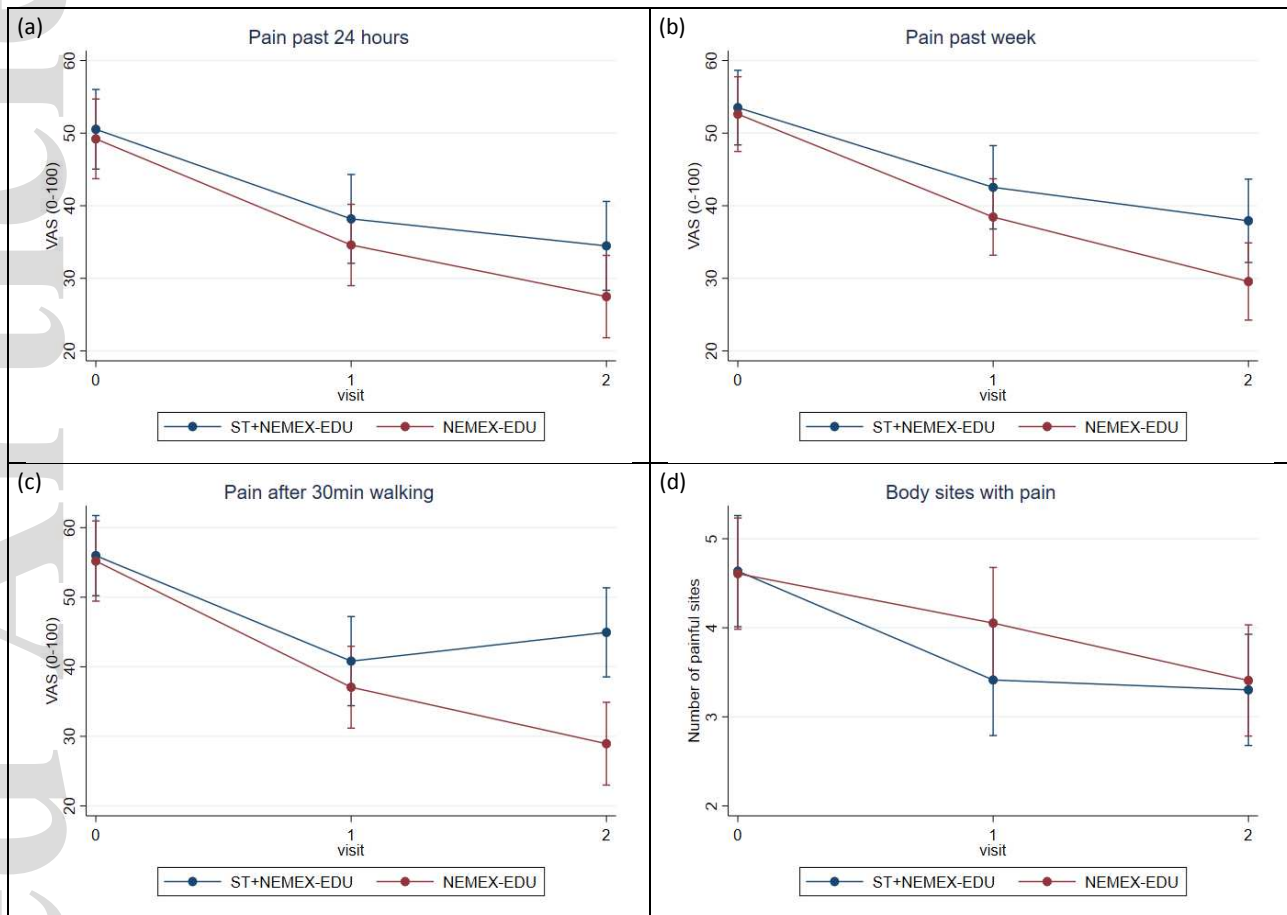 (a)
Pain past 24 hours
VAS (0-100)
60
50
40
30
20
0 1 2
visit
ST+NEMEX-EDU NEMEX-EDU
(b)
Pain past week
VAS (0-100)
60
50
40
30
20
0 1 2
visit
ST+NEMEX-EDU NEMEX-EDU
(c)
Pain after 30min walking
VAS (0-100)
60
50
40
30
20
0 1 2
visit
ST+NEMEX-EDU NEMEX-EDU
(d)
Body sites with pain
Number of painful sites
5
4
3
2
0 1 2
visit
ST+NEMEX-EDU NEMEX-EDU